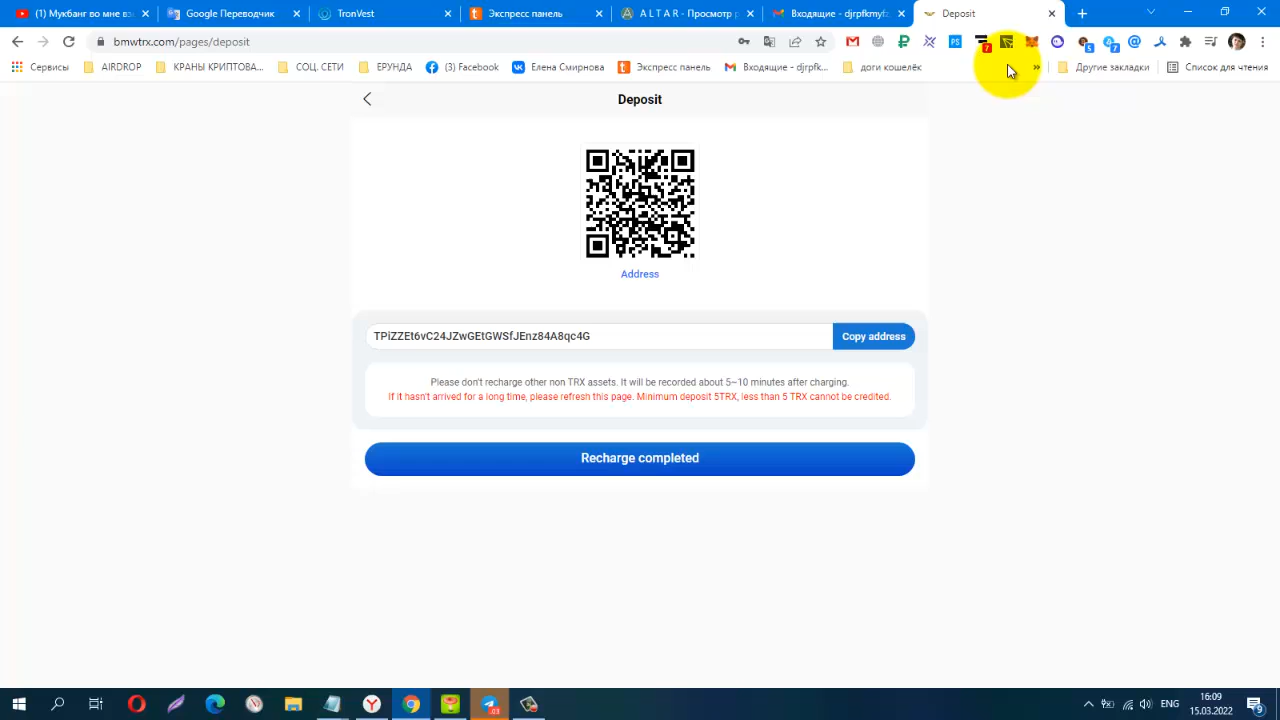 (1) Мукбанг во мне вз
Google Переводчик
TronVest
Экспресс панель
A L T A R - Просмотр р
Входящие - djrpfkmyfz
Deposit
bmwtrx.com/pages/deposit
Сервисы
AIRDROP
КРАНЫ КРИПТОВА...
СОЦ. СЕТИ
ЕРУНДА
(3) Facebook
Елена Смирнова
Экспресс панель
Входящие - djrpfk...
доги кошелёк
»
Другие закладки
Список для чтения
Deposit
Address
TPiZZEt6vC24JZwGEtGWSfJEnz84A8qc4G
Copy address
Please don't recharge other non TRX assets. It will be recorded about 5~10 minutes after charging.
If it hasn't arrived for a long time, please refresh this page. Minimum deposit 5TRX, less than 5 TRX cannot be credited.
Recharge completed
ENG
16:09
15.03.2022